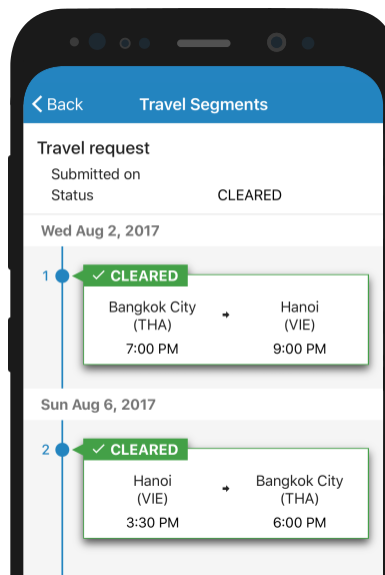 Back
Travel Segments
Travel request
Submitted on
Status CLEARED
Wed Aug 2, 2017
1
CLEARED
Bangkok City Hanoi
(THA) (VIE)
7:00 PM 9:00 PM
Sun Aug 6, 2017
2
CLEARED
Hanoi Bangkok City
(VIE) (THA)
3:30 PM 6:00 PM